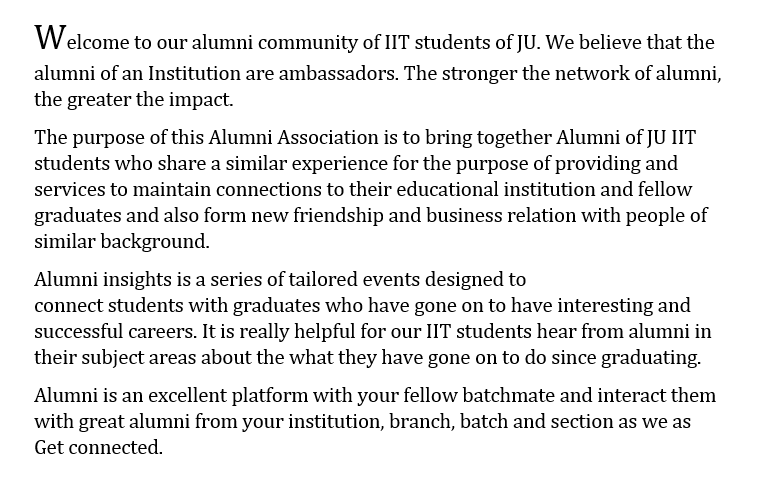 Welcome to our alumni community of IIT students of JU. We believe that the
alumni of an Institution are ambassadors. The stronger the network of alumni,
the greater the impact.
The purpose of this Alumni Association is to bring together Alumni of JU IIT
students who share a similar experience for the purpose of providing and
services to maintain connections to their educational institution and fellow
graduates and also form new friendship and business relation with people of
similar background.
Alumni insights is a series of tailored events designed to
connect students with graduates who have gone on to have interesting and
successful careers. It is really helpful for our IIT students hear from alumni in
their subject areas about the what they have gone on to do since graduating.
Alumni is an excellent platform with your fellow batchmate and interact them
with great alumni from your institution, branch, batch and section as we as
Get connected.